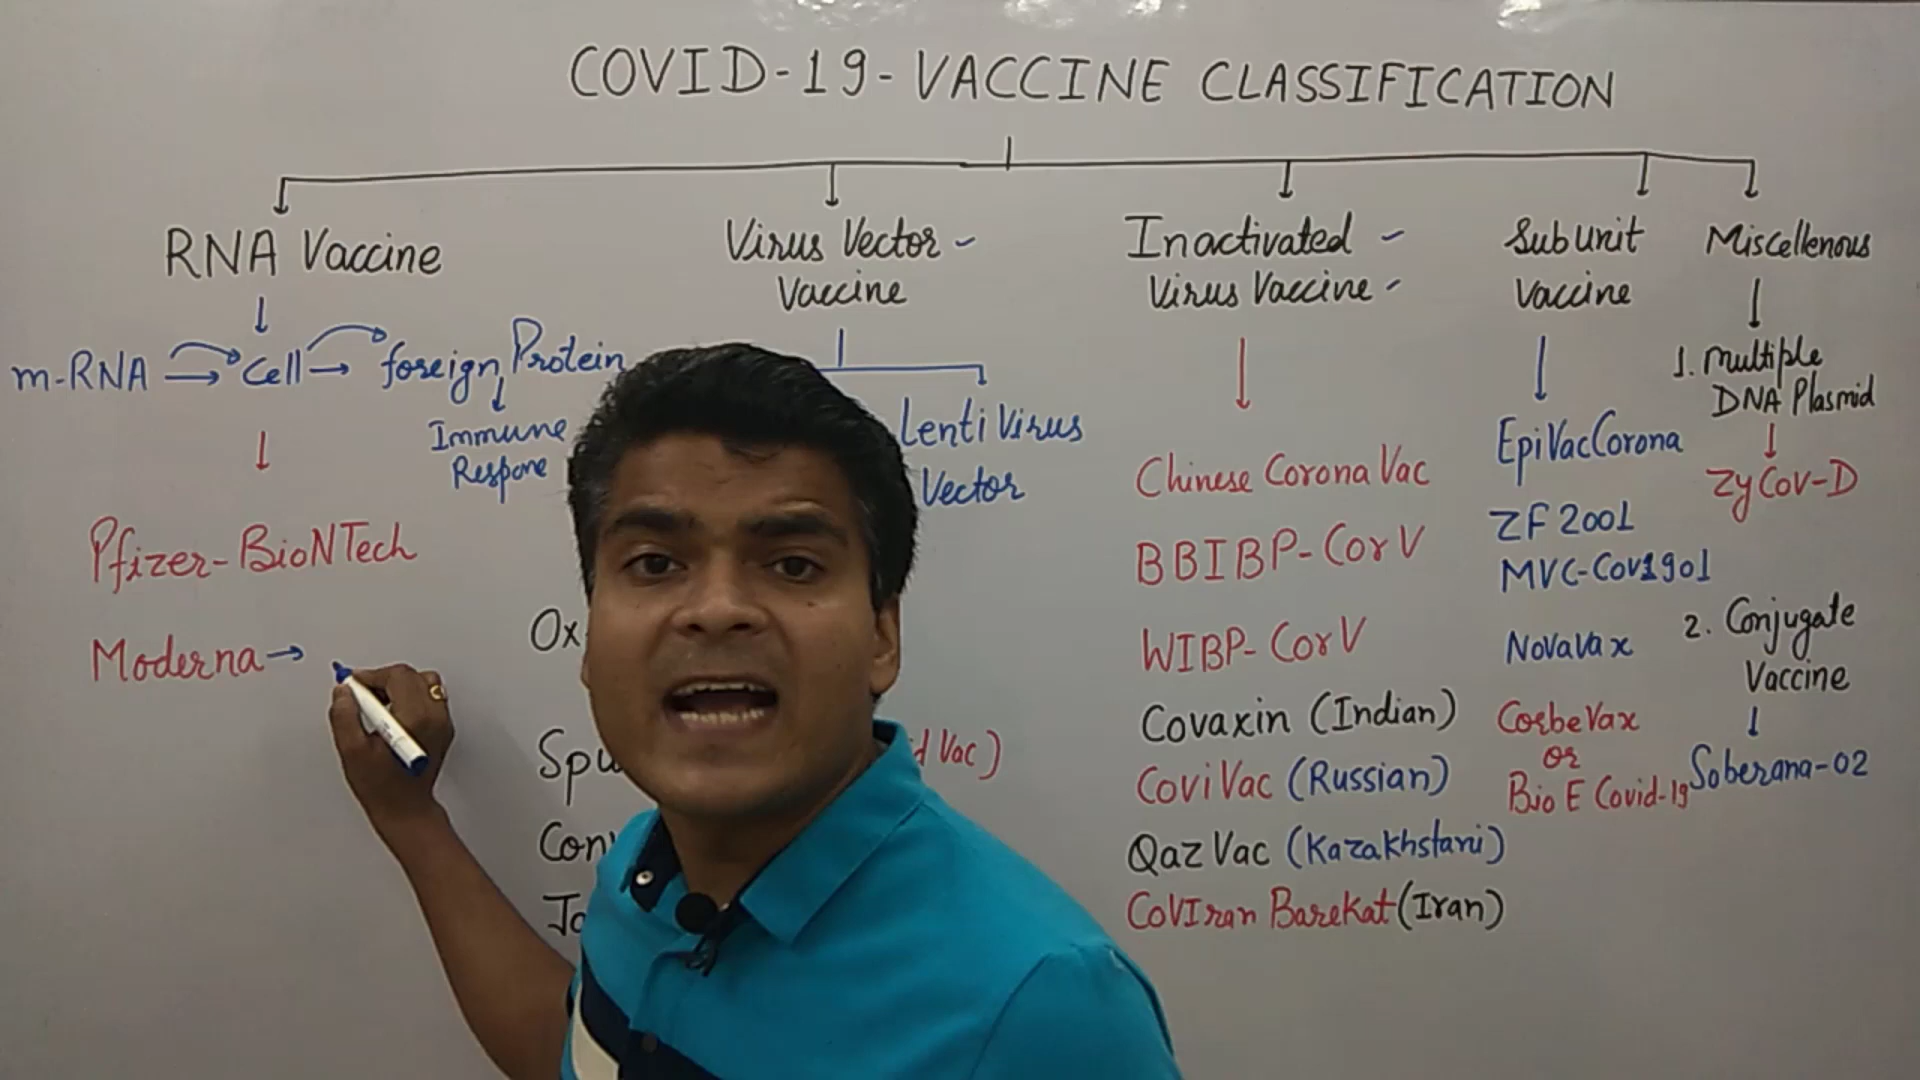 COVID-19-VACCINE CLASSIFICATION
RNA Vaccine
m-RNA → Cell → foreign Protein
Immune
Respone
Pfizer-BioNTech
Moderna →
Virus Vector -
Vaccine
Lenti Virus
Vector
Vac)
Inactivated -
Virus Vaccine -
Chinese Corona Vac
BBIBP-CorV
WIBP-CorV
Covaxin (Indian)
CoviVac (Russian)
QazVac (Kazakhstani)
CoVIran Barekat (Iran)
Sub Unit
Vaccine
EpiVacCorona
ZF2001
MVC-Cov1901
Novavax
CorbeVax
or
Bio E Covid-19
Miscellenous
1. Multiple
DNA Plasmid
ZyCov-D
2. Conjugate
Vaccine
Soberana-02